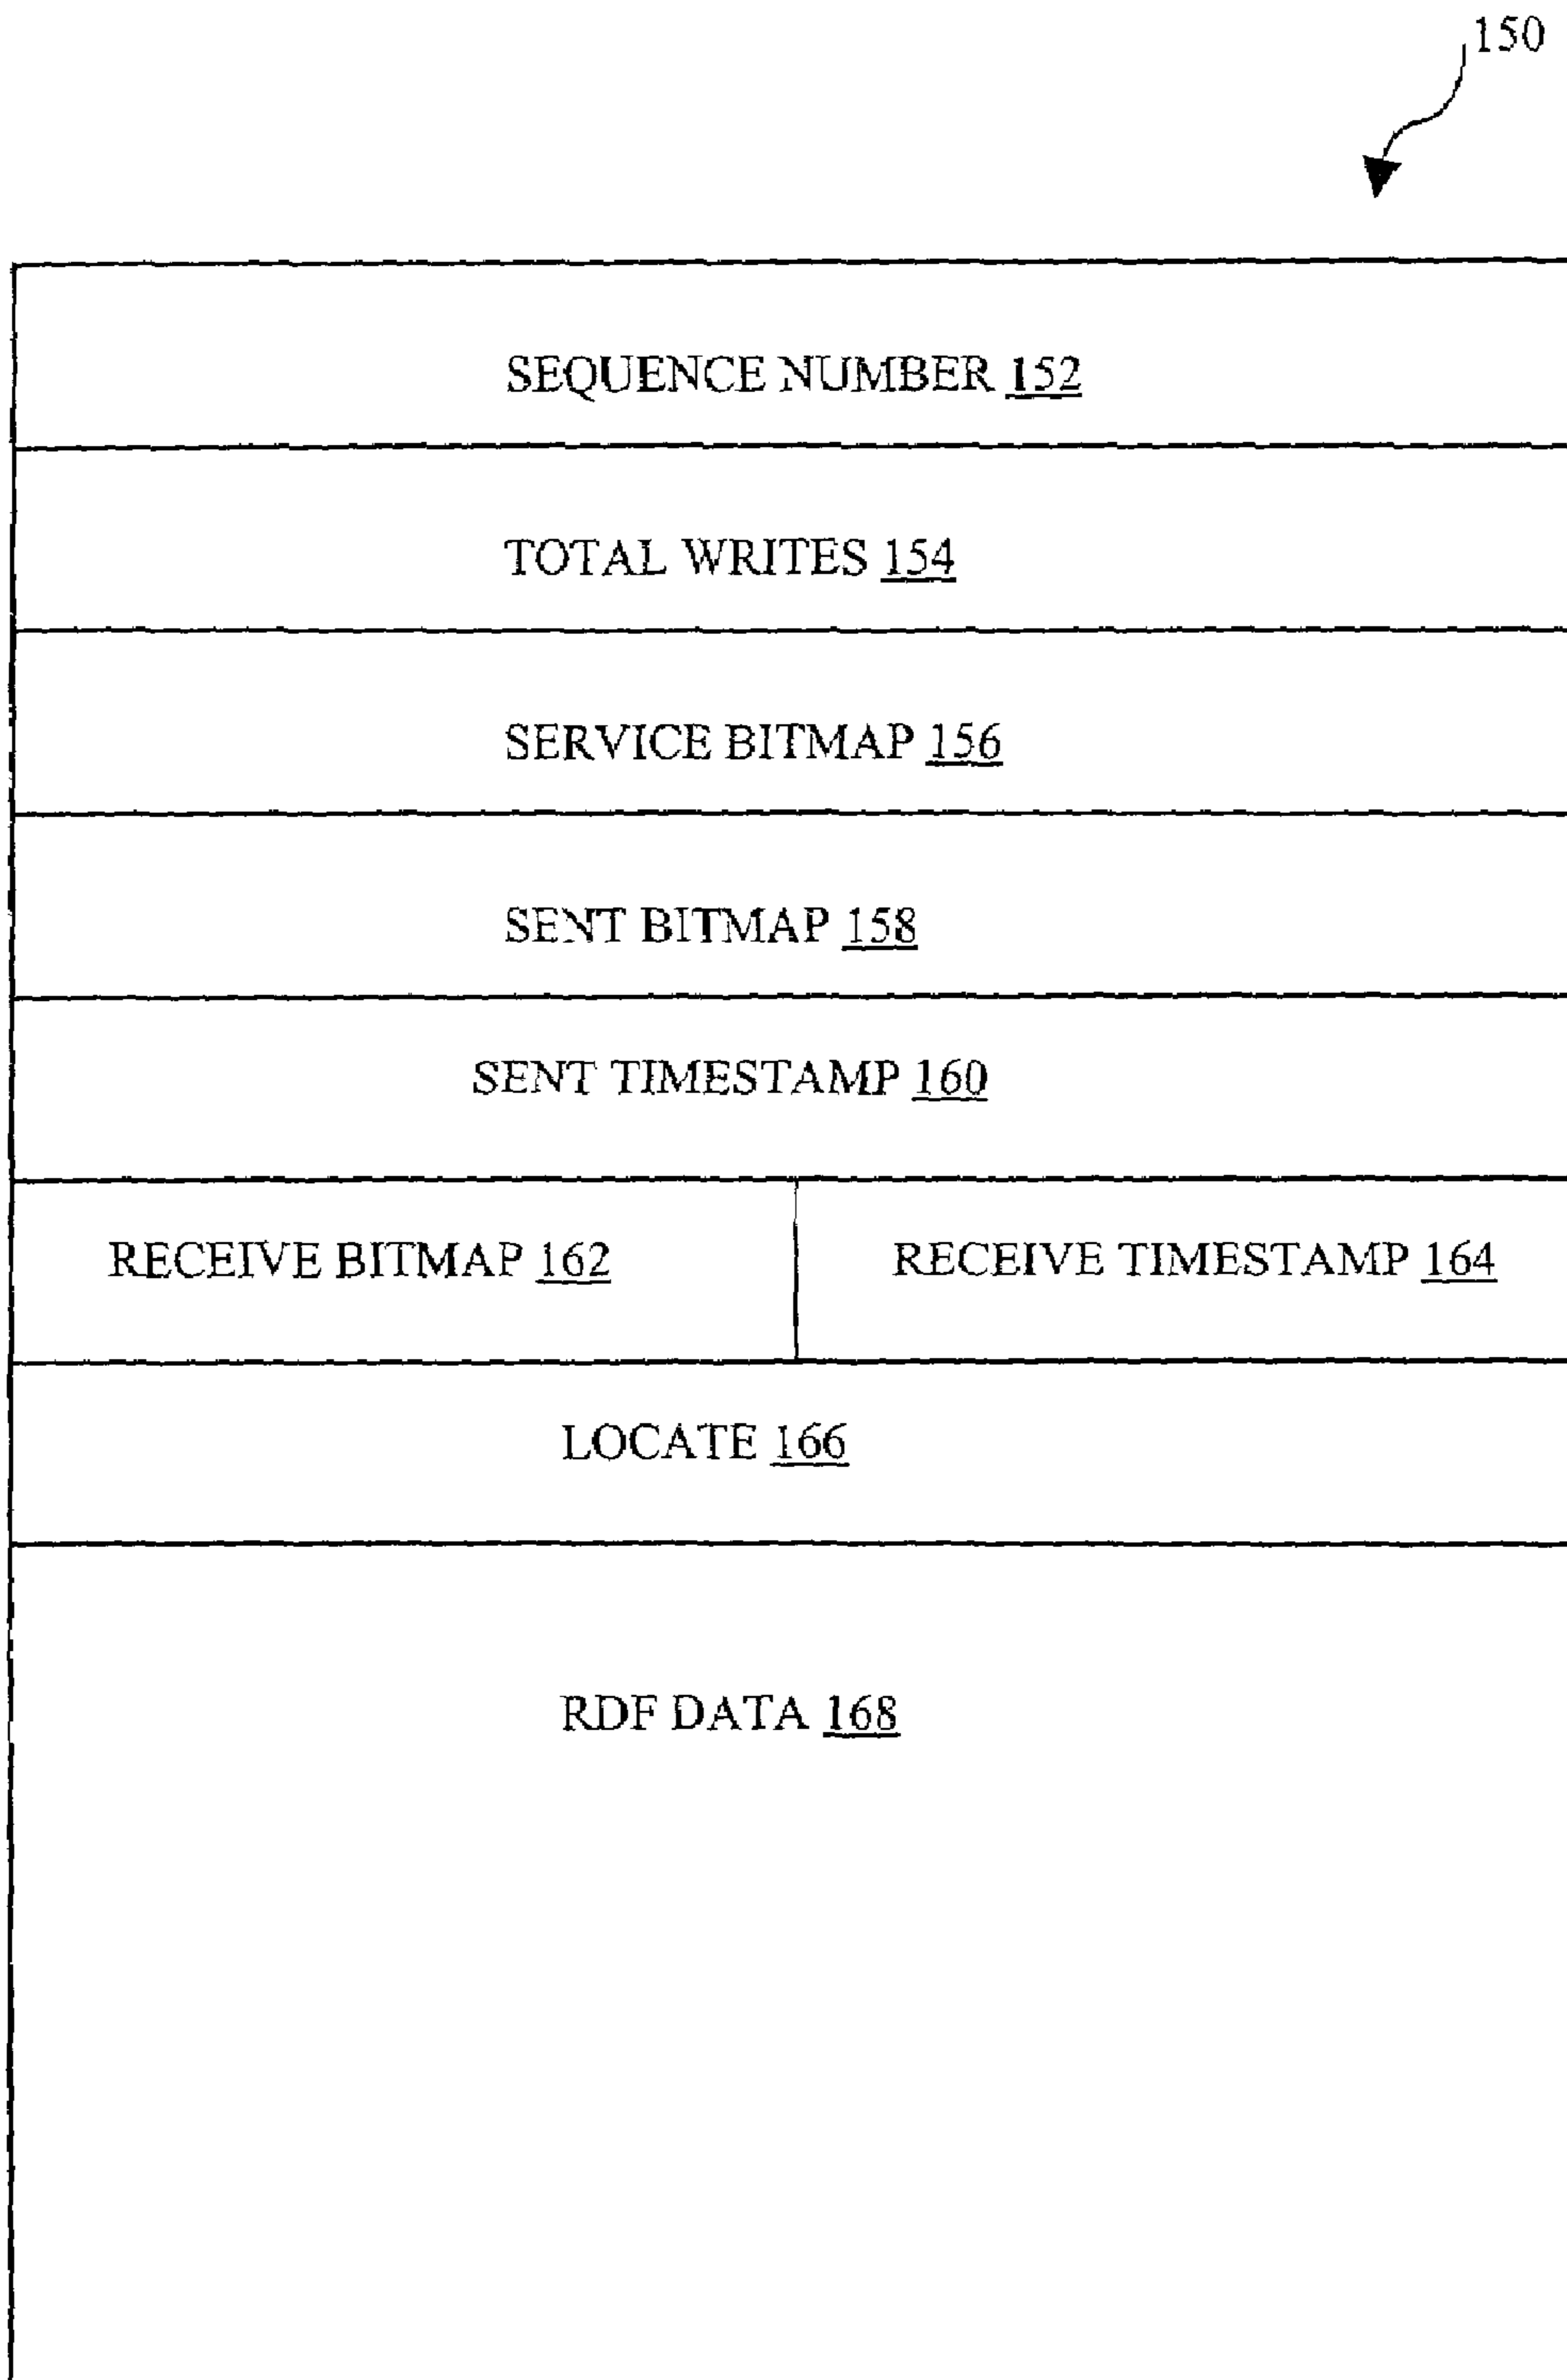 150
SEQUENCE NUMBER 152
TOTAL WRITES 154
SERVICE BITMAP 156
SENT BITMAP 158
SENT TIMESTAMP 160
RECEIVE BITMAP 162
RECEIVE TIMESTAMP 164
LOCATE 166
RDF DATA 168